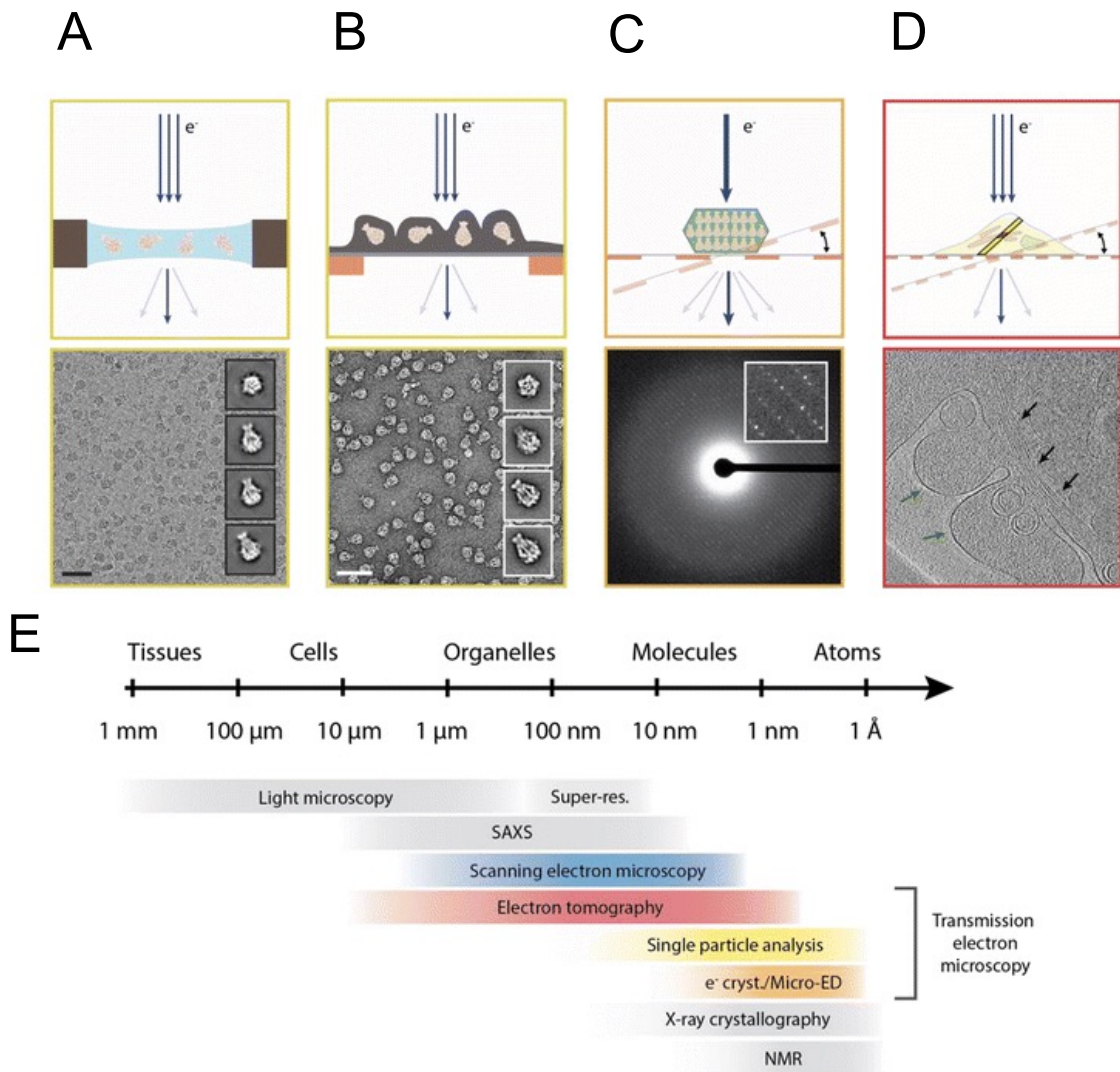 A B C D
e- e- e- e-
E
Tissues Cells Organelles Molecules Atoms
1 mm 100 µm 10 µm 1 µm 100 nm 10 nm 1 nm 1 Å
Light microscopy Super-res.
SAXS
Scanning electron microscopy
Electron tomography
Single particle analysis
e- cryst./Micro-ED
Transmission
electron
microscopy
X-ray crystallography
NMR